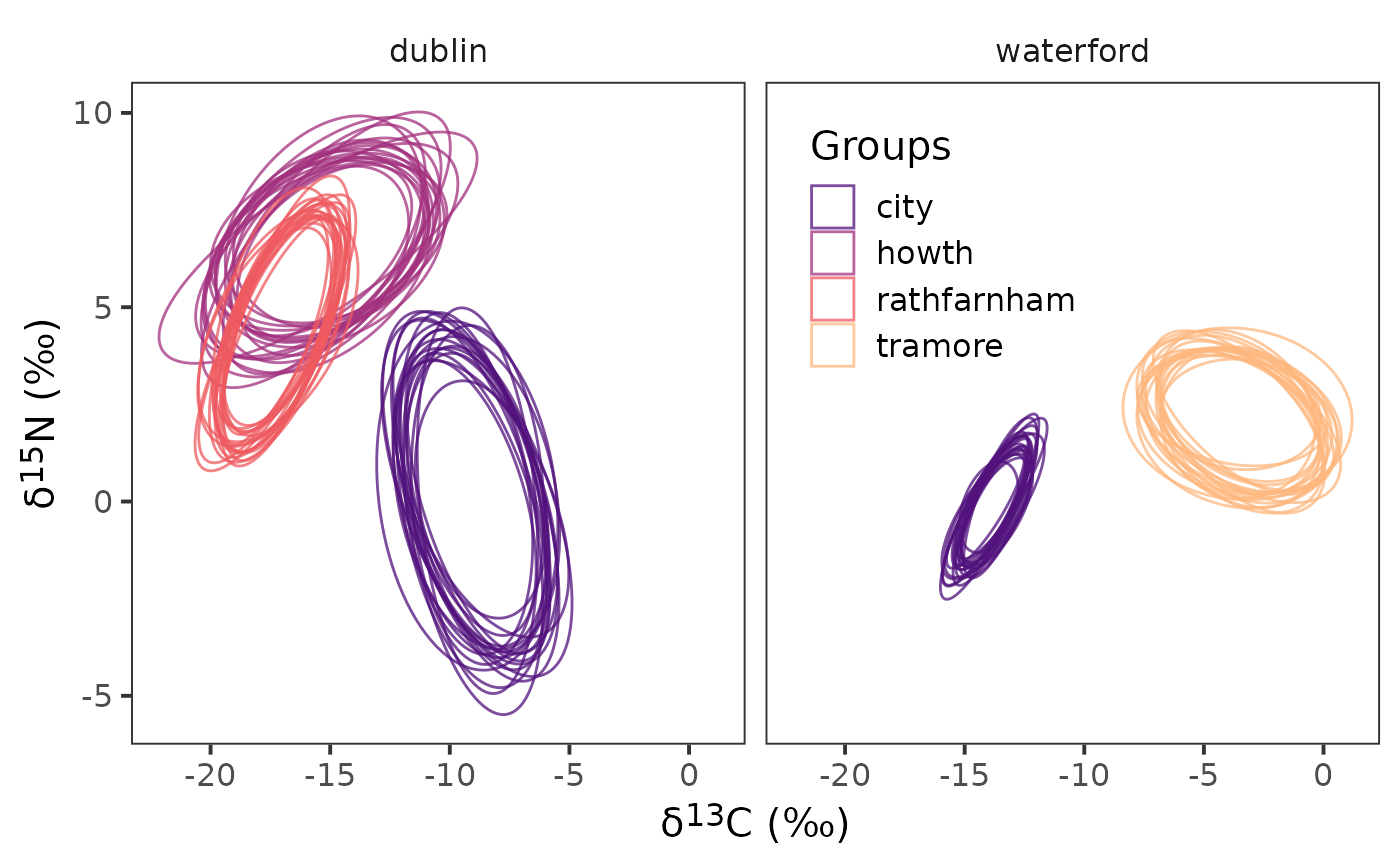 dublin
waterford
10
5
0
-5
δ15N (‰)
Groups
city
howth
rathfarnham
tramore
-20 -15 -10 -5 0
-20 -15 -10 -5 0
δ13C (‰)